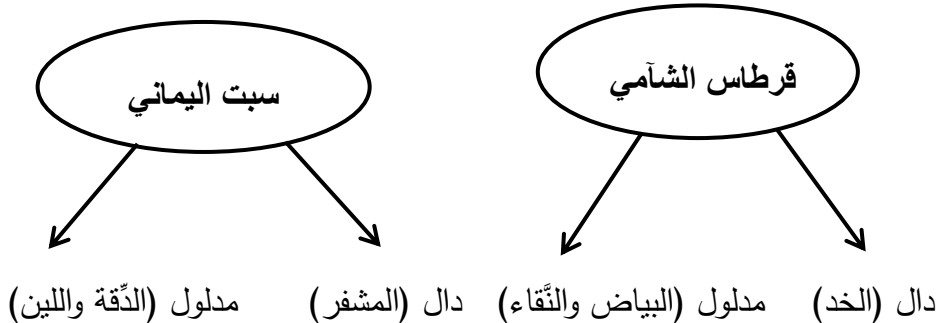 قرطاس الشآمي
سبت اليماني
دال (الخد) مدلول (البياض والنَّقاء) دال (المشفر) مدلول (الدِّقة واللين)